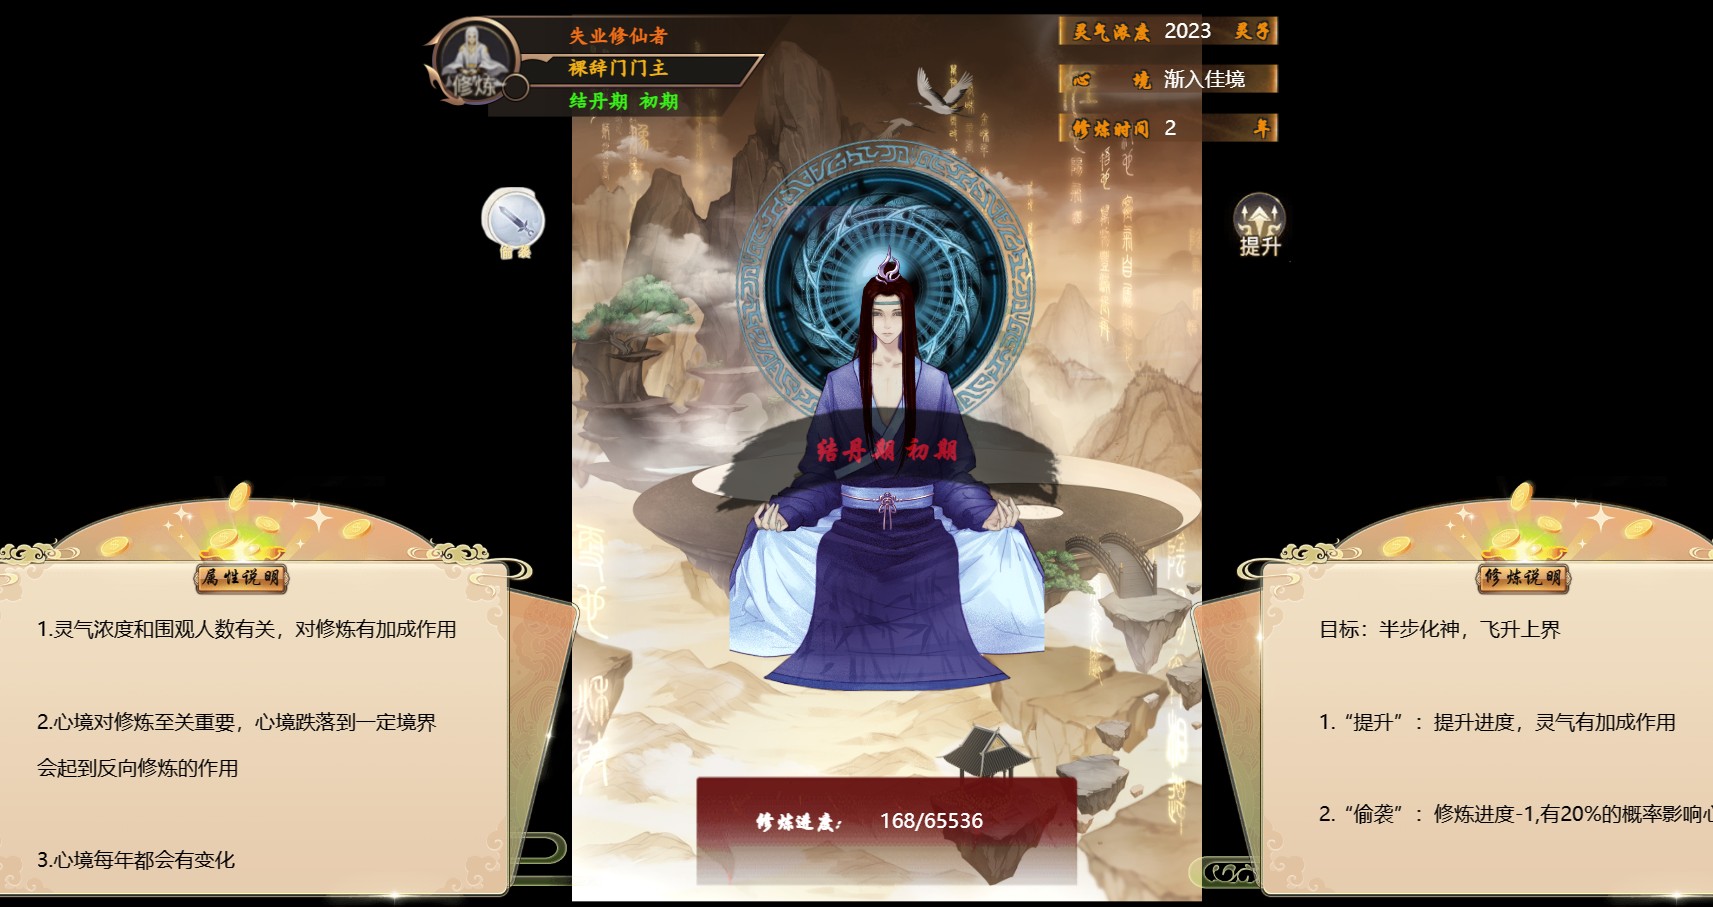 失业修仙者
裸辞门门主
结丹期 初期
修炼
灵气浓度 2023 灵子
心 境 渐入佳境
修炼时间 2 年
偷袭
提升
结丹期 初期
属性说明
1.灵气浓度和围观人数有关，对修炼有加成作用
2.心境对修炼至关重要，心境跌落到一定境界
会起到反向修炼的作用
3.心境每年都会有变化
修炼说明
目标：半步化神，飞升上界
1.“提升”：提升进度，灵气有加成作用
2.“偷袭”：修炼进度-1,有20%的概率影响心
修炼进度： 168/65536